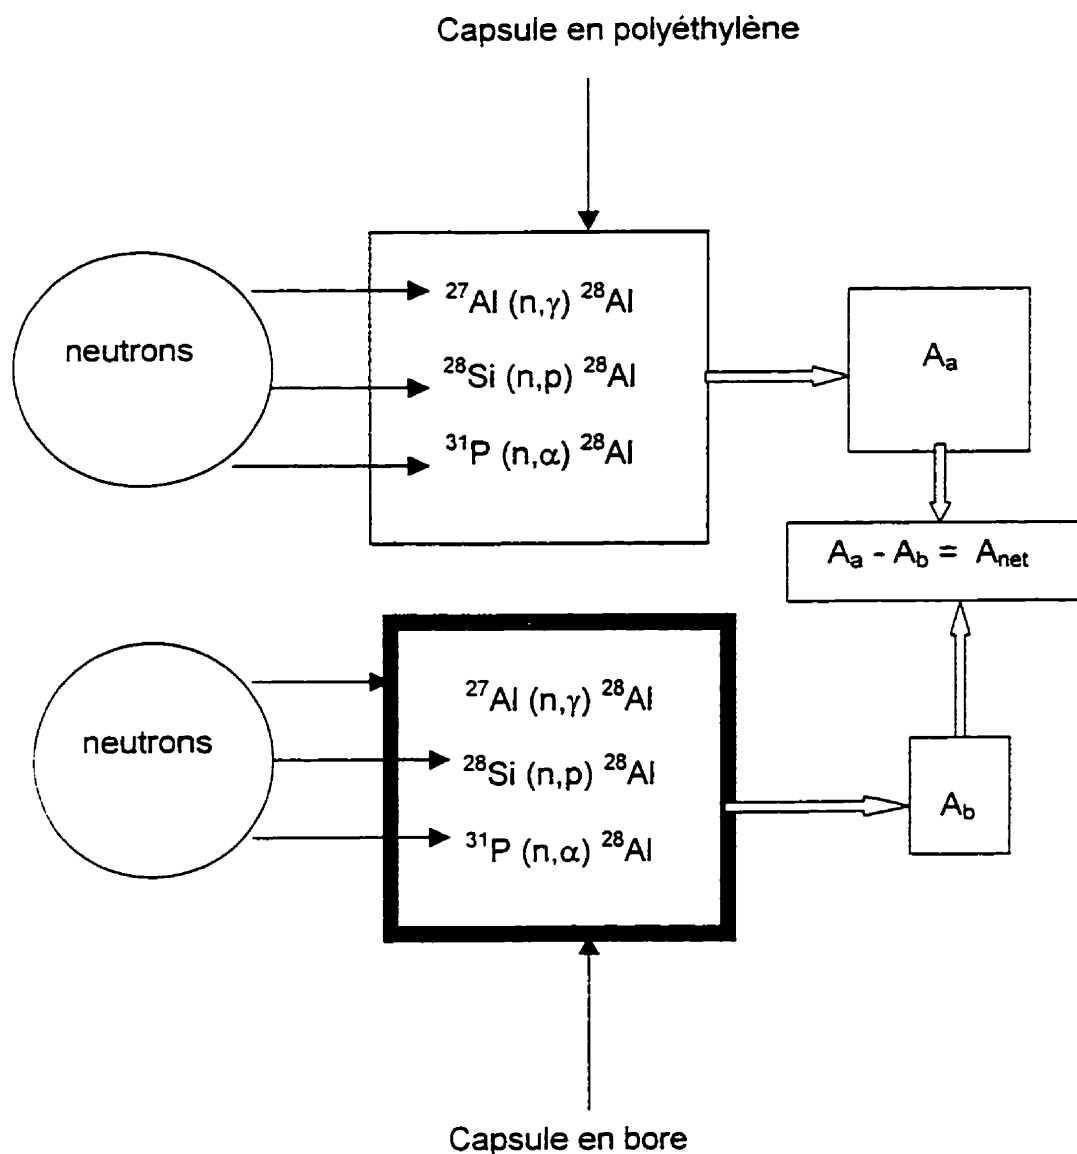 Capsule en polyéthylène
neutrons
²⁷Al (n,γ) ²⁸Al
²⁸Si (n,p) ²⁸Al
³¹P (n,α) ²⁸Al
Aₐ
Aₐ - A_b = A_net
neutrons
²⁷Al (n,γ) ²⁸Al
²⁸Si (n,p) ²⁸Al
³¹P (n,α) ²⁸Al
A_b
Capsule en bore